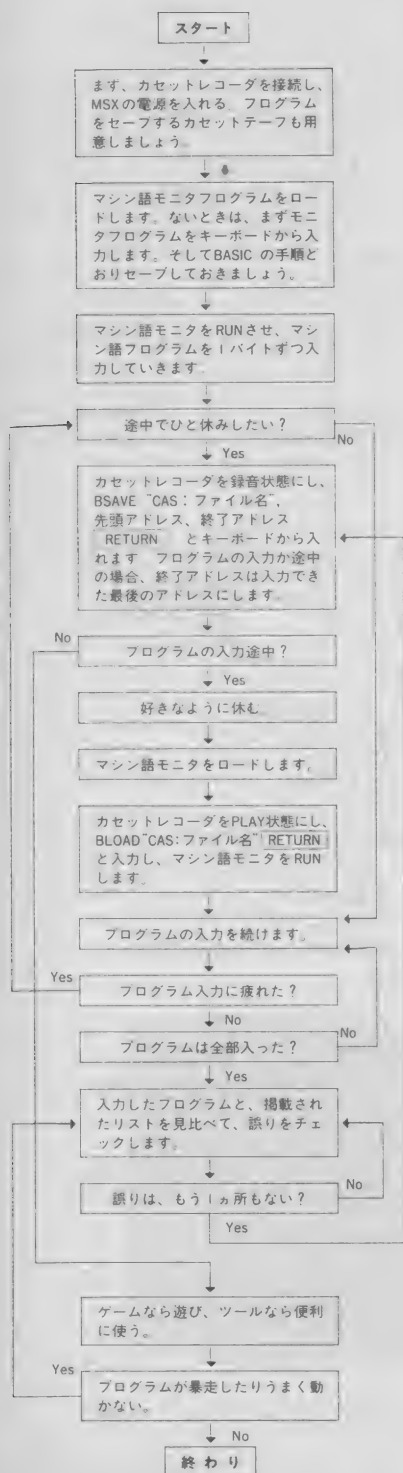 スタート
まず、カセットレコーダを接続し、
MSXの電源を入れる フログラム
をセーブするカセットテーフも用
意しましょう。
マシン語モニタフログラムをロー
ドします。ないときは、まずモニ
タフログラムをキーボードから入
力します。そしてBASIC の手順ど
おりセーブしておきましょう。
マシン語モニタをRUNさせ、マシ
ン語フログラムを1バイトずつ入
力していきます
途中でひと休みしたい？
No
Yes
カセットレコーダを録音状態にし、
BSAVE "CAS：ファイル名",
先頭アドレス、終了アドレス
RETURN とキーボードから入
れます フログラムの入力か途中
の場合、終了アドレスは入力でき
た最後のアドレスにします。
No
プログラムの入力途中？
Yes
好きなように休む
マシン語モニタをロードします。
カセットレコーダをPLAY状態にし、
BLOAD"CAS:ファイル名" RETURN
と入力し、マシン語モニタをRUN
します
プログラムの入力を続けます。
Yes
プログラム入力に疲れた？
No
プログラムは全部入った？
No
Yes
入力したプログラムと、掲載され
たリストを見比べて、誤りをチェ
ックします。
誤りは、もう1ヵ所もない？
No
Yes
ゲームなら遊び、ツールなら便利
に使う。
Yes
プログラムが暴走したりうまく動
かない。
No
終わり